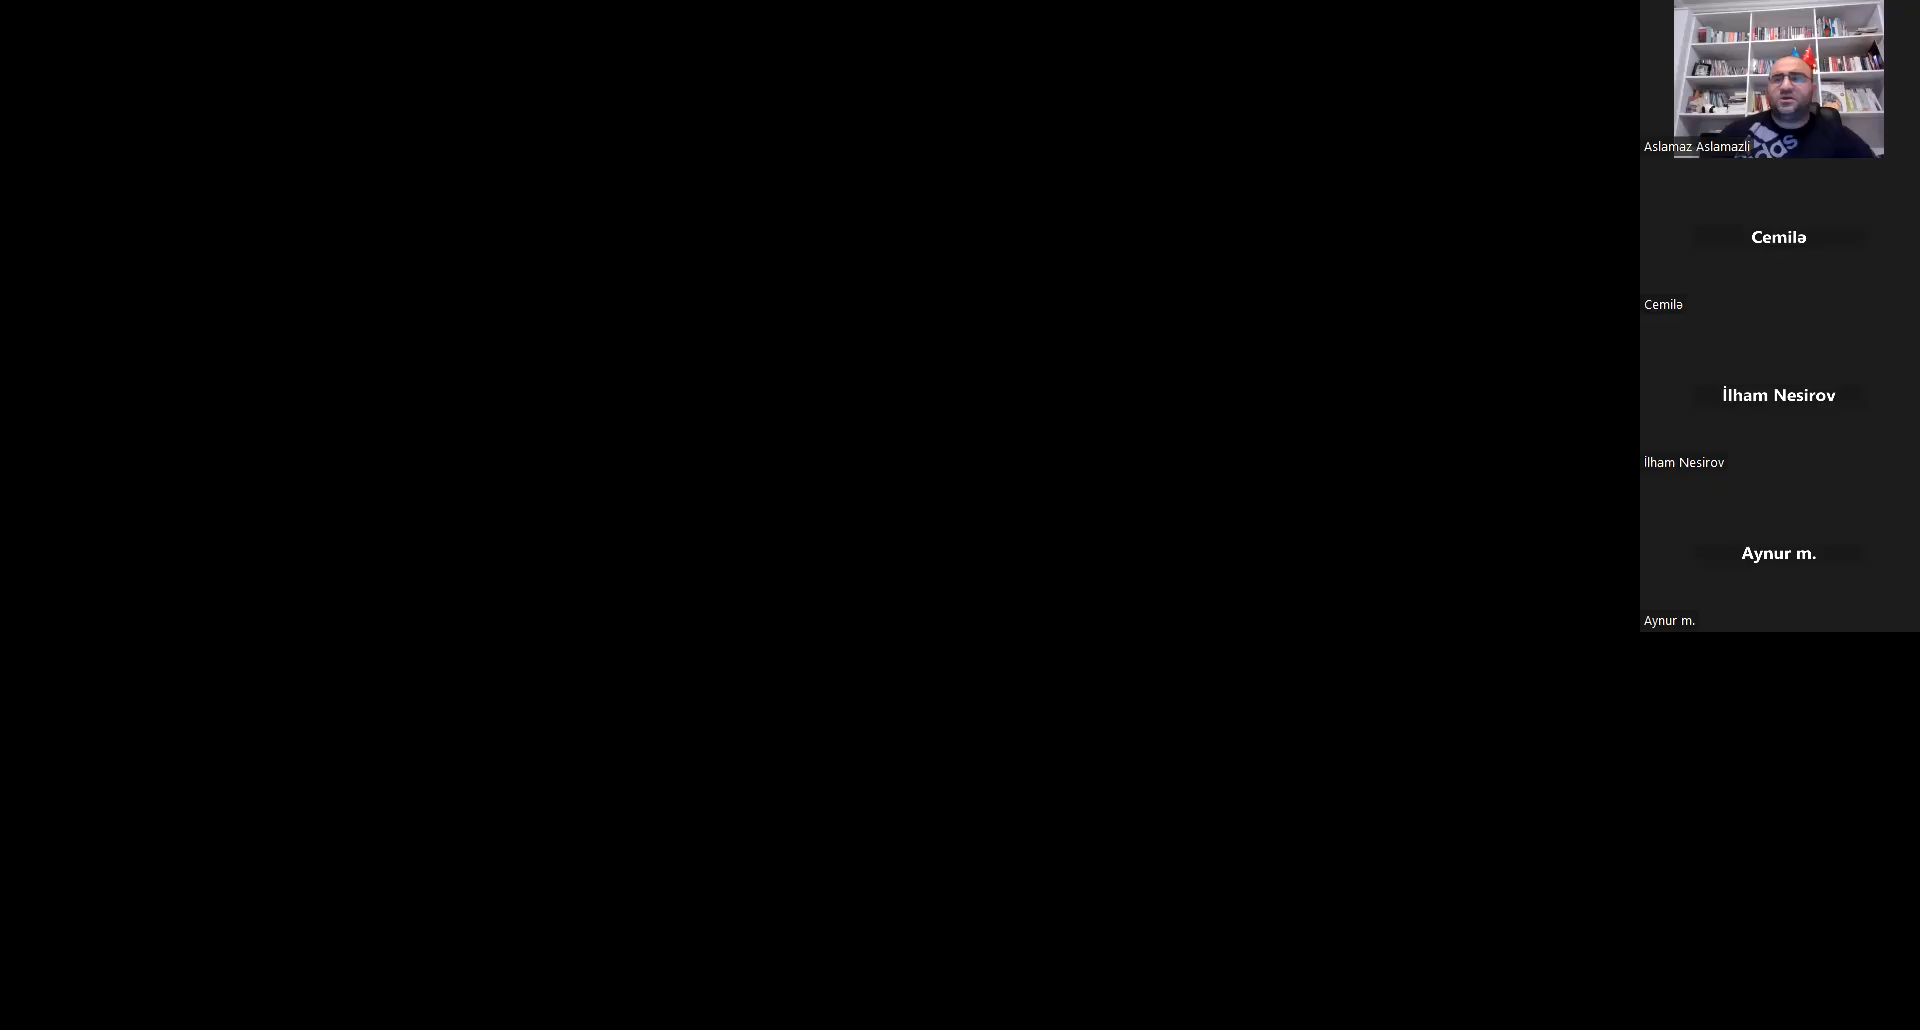 Aslamaz Aslamazli
Cemilə
Cemilə
İlham Nesirov
İlham Nesirov
Aynur m.
Aynur m.